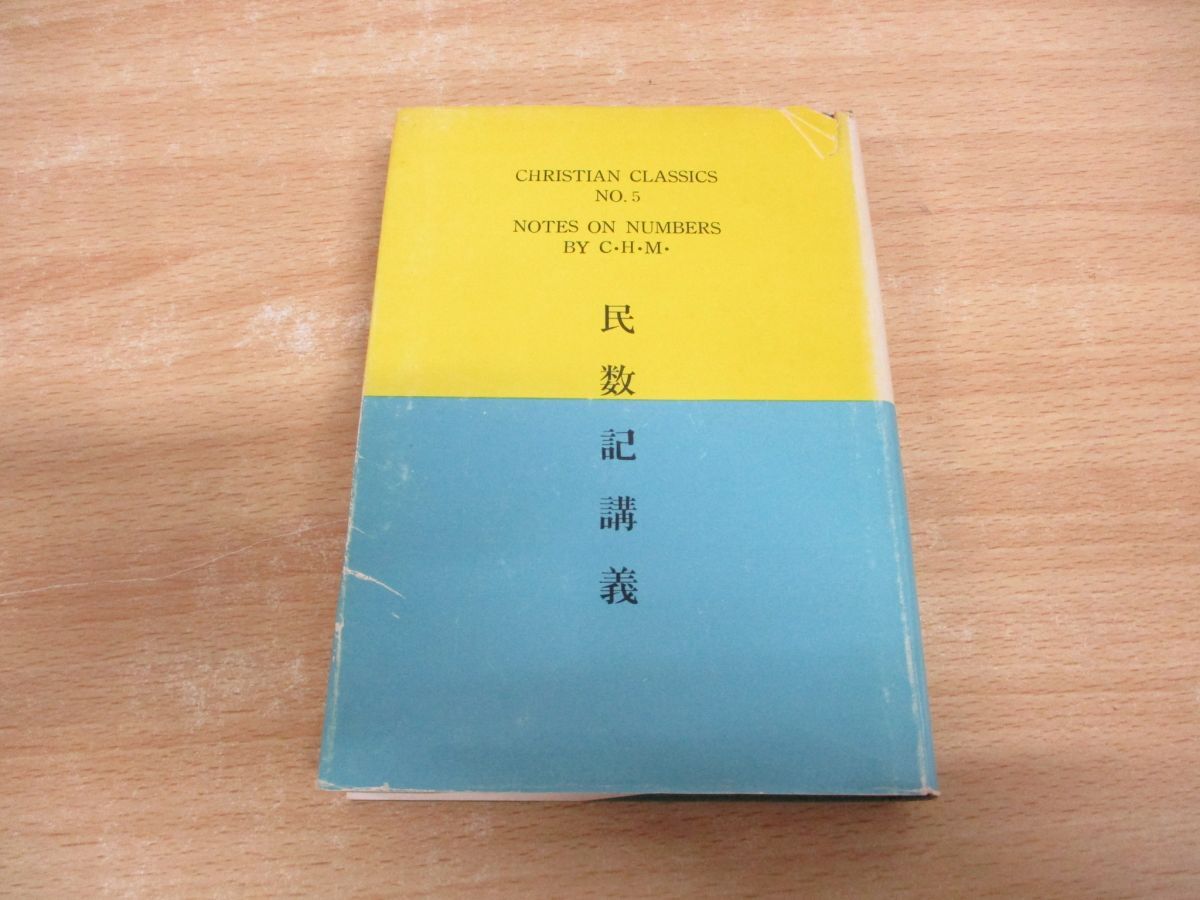 CHRISTIAN CLASSICS
NO. 5
NOTES ON NUMBERS
BY C・H・M・
民数記講義